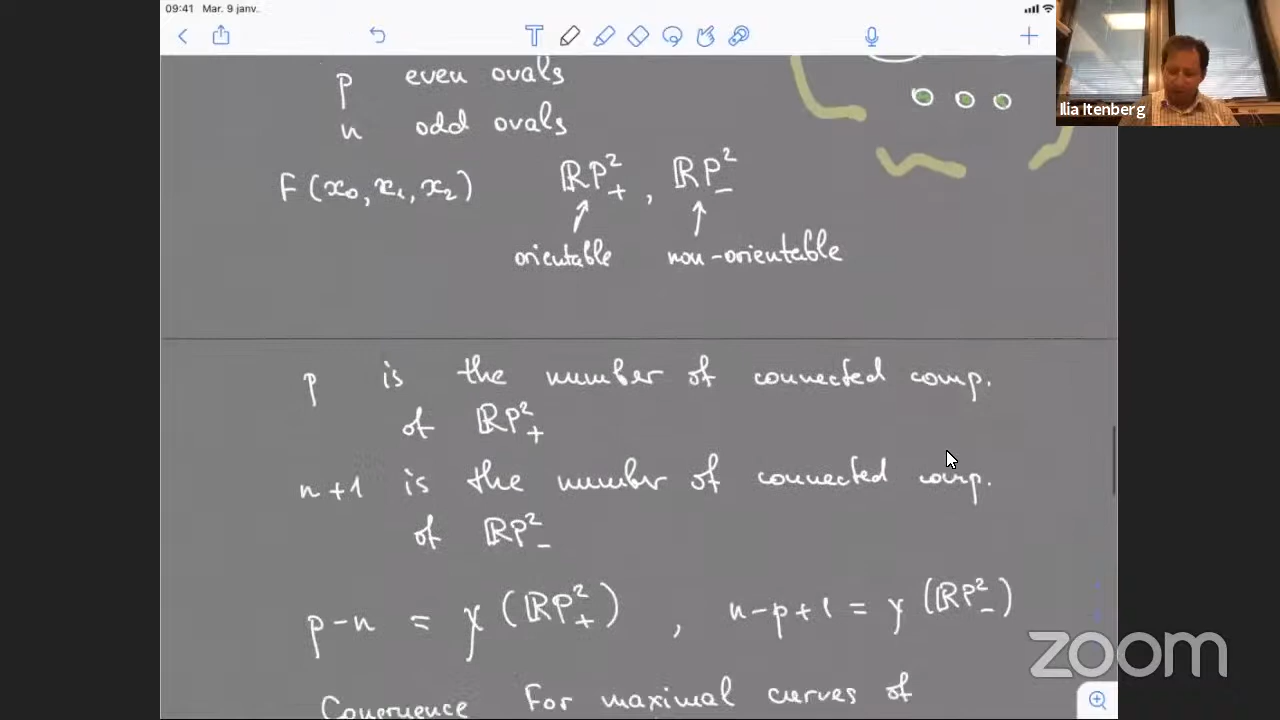 09:41 Mar. 9 janv.
Ilia Itenberg
p even ovals
n odd ovals
F(x₀, x₁, x₂) ℝP²₊ , ℝP²₋
orientable non-orientable
p is the number of connected comp.
of ℝP²₊
n+1 is the number of connected comp.
of ℝP²₋
p-n = χ(ℝP²₊) , n-p+1 = χ(ℝP²₋)
Congruence For maximal curves of
zoom